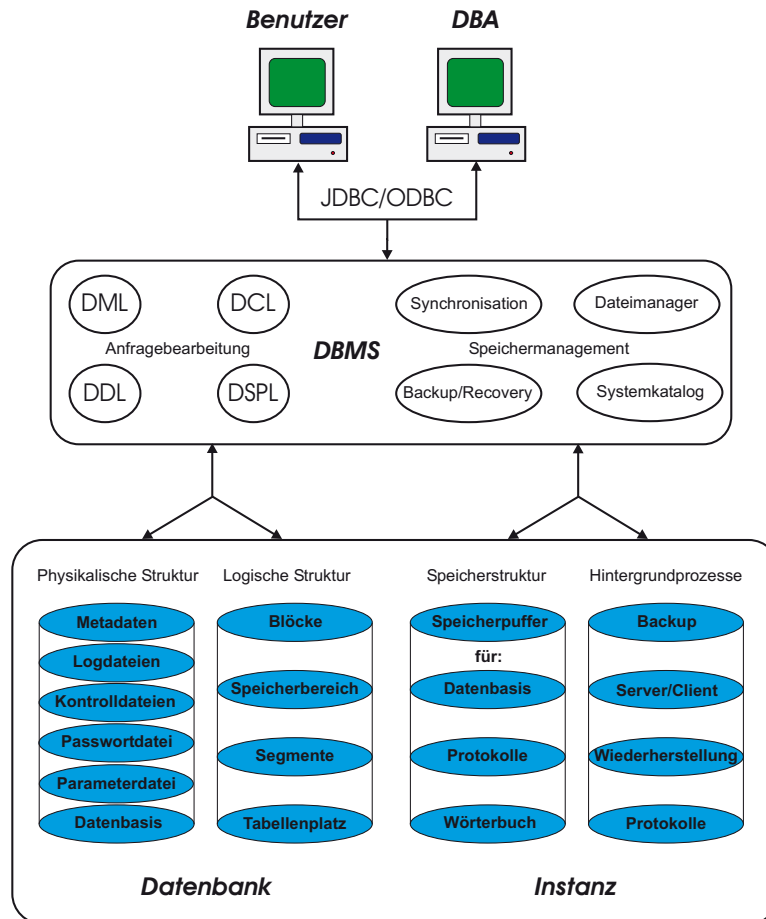 Benutzer DBA
JDBC/ODBC
DML DCL Synchronisation Dateimanager
Anfragebearbeitung DBMS Speichermanagement
DDL DSPL Backup/Recovery Systemkatalog
Physikalische Struktur Logische Struktur Speicherstruktur Hintergrundprozesse
Metadaten Blöcke Speicherpuffer Backup
Logdateien für:
Kontrolldateien Speicherbereich Datenbasis Server/Client
Passwortdatei Segmente Protokolle Wiederherstellung
Parameterdatei
Datenbasis Tabellenplatz Wörterbuch Protokolle
Datenbank Instanz